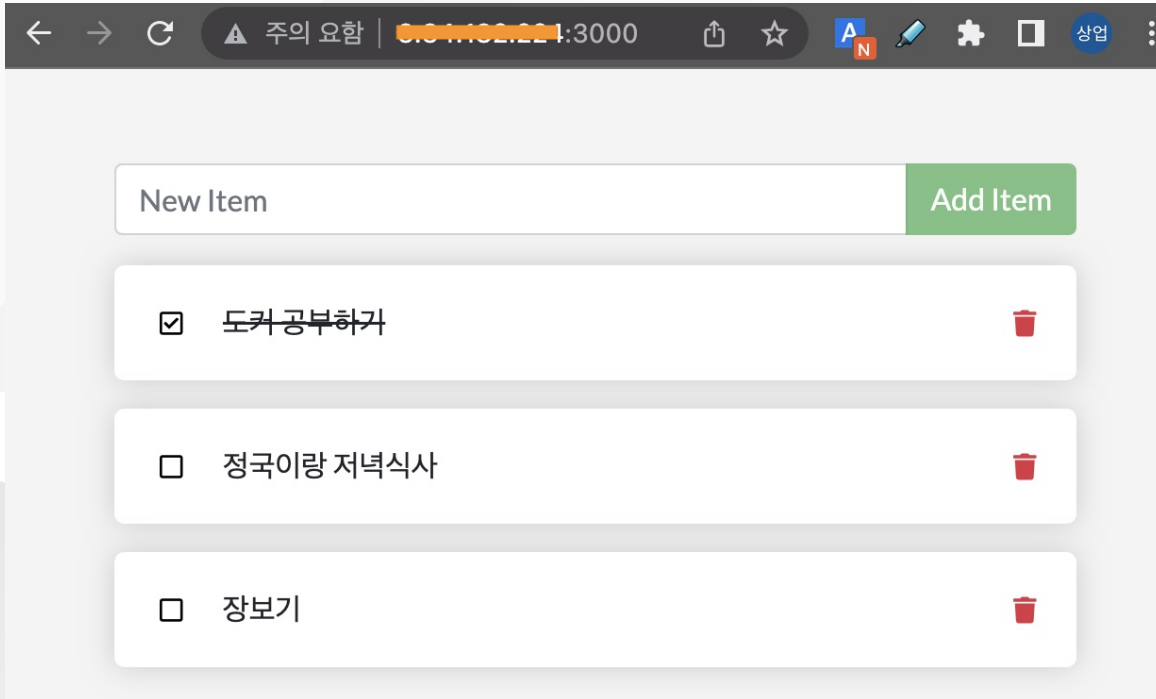 주의 요함 :3000
A
N
상업
New Item
Add Item
도커 공부하기
정국이랑 저녁식사
장보기